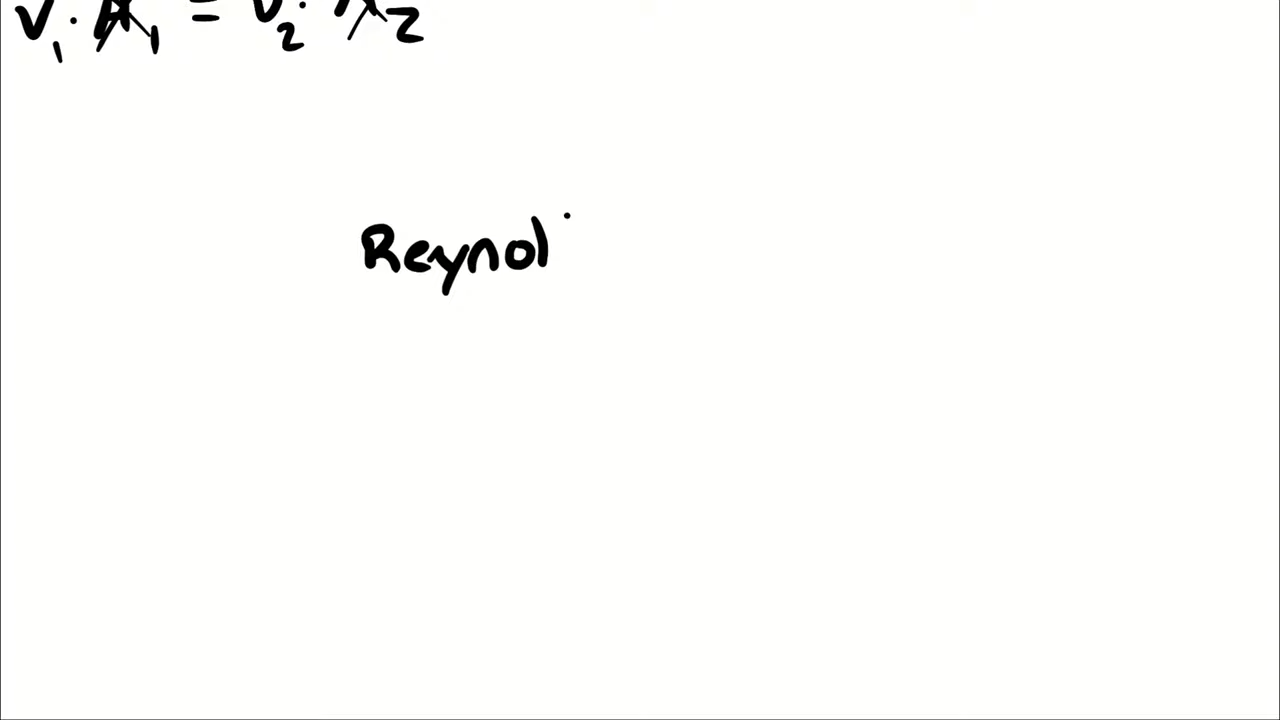 V₁ · A₁ = V₂ · A₂
Reynol